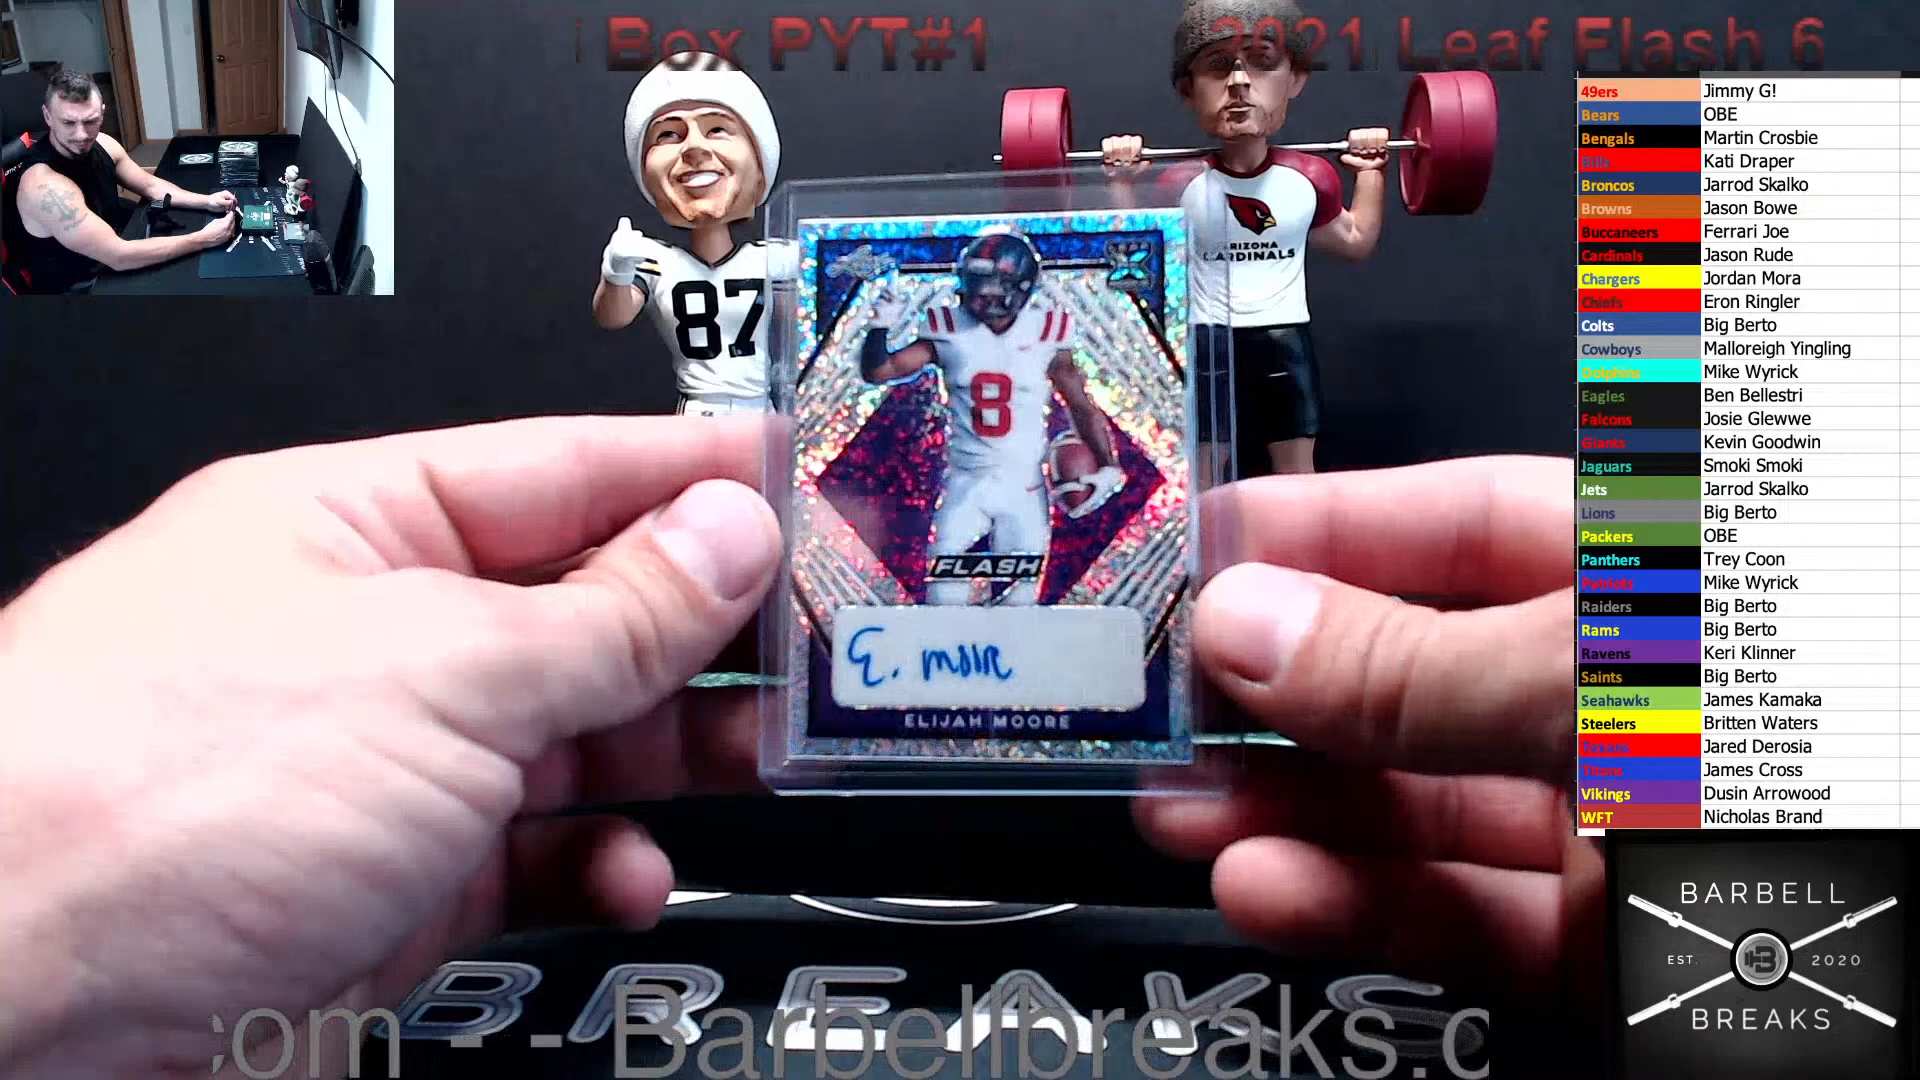 Box PYT#1
2021 Leaf Flash 6
87
ARIZONA
CARDINALS
8
FLASH
E. Moore
ELIJAH MOORE
BREAKS
.com - - Barbellbreaks.c
49ers Jimmy G!
Bears OBE
Bengals Martin Crosbie
Bills Kati Draper
Broncos Jarrod Skalko
Browns Jason Bowe
Buccaneers Ferrari Joe
Cardinals Jason Rude
Chargers Jordan Mora
Chiefs Eron Ringler
Colts Big Berto
Cowboys Malloreigh Yingling
Dolphins Mike Wyrick
Eagles Ben Bellestri
Falcons Josie Glewwe
Giants Kevin Goodwin
Jaguars Smoki Smoki
Jets Jarrod Skalko
Lions Big Berto
Packers OBE
Panthers Trey Coon
Patriots Mike Wyrick
Raiders Big Berto
Rams Big Berto
Ravens Keri Klinner
Saints Big Berto
Seahawks James Kamaka
Steelers Britten Waters
Texans Jared Derosia
Titans James Cross
Vikings Dusin Arrowood
WFT Nicholas Brand
BARBELL
EST. B 2020
BREAKS